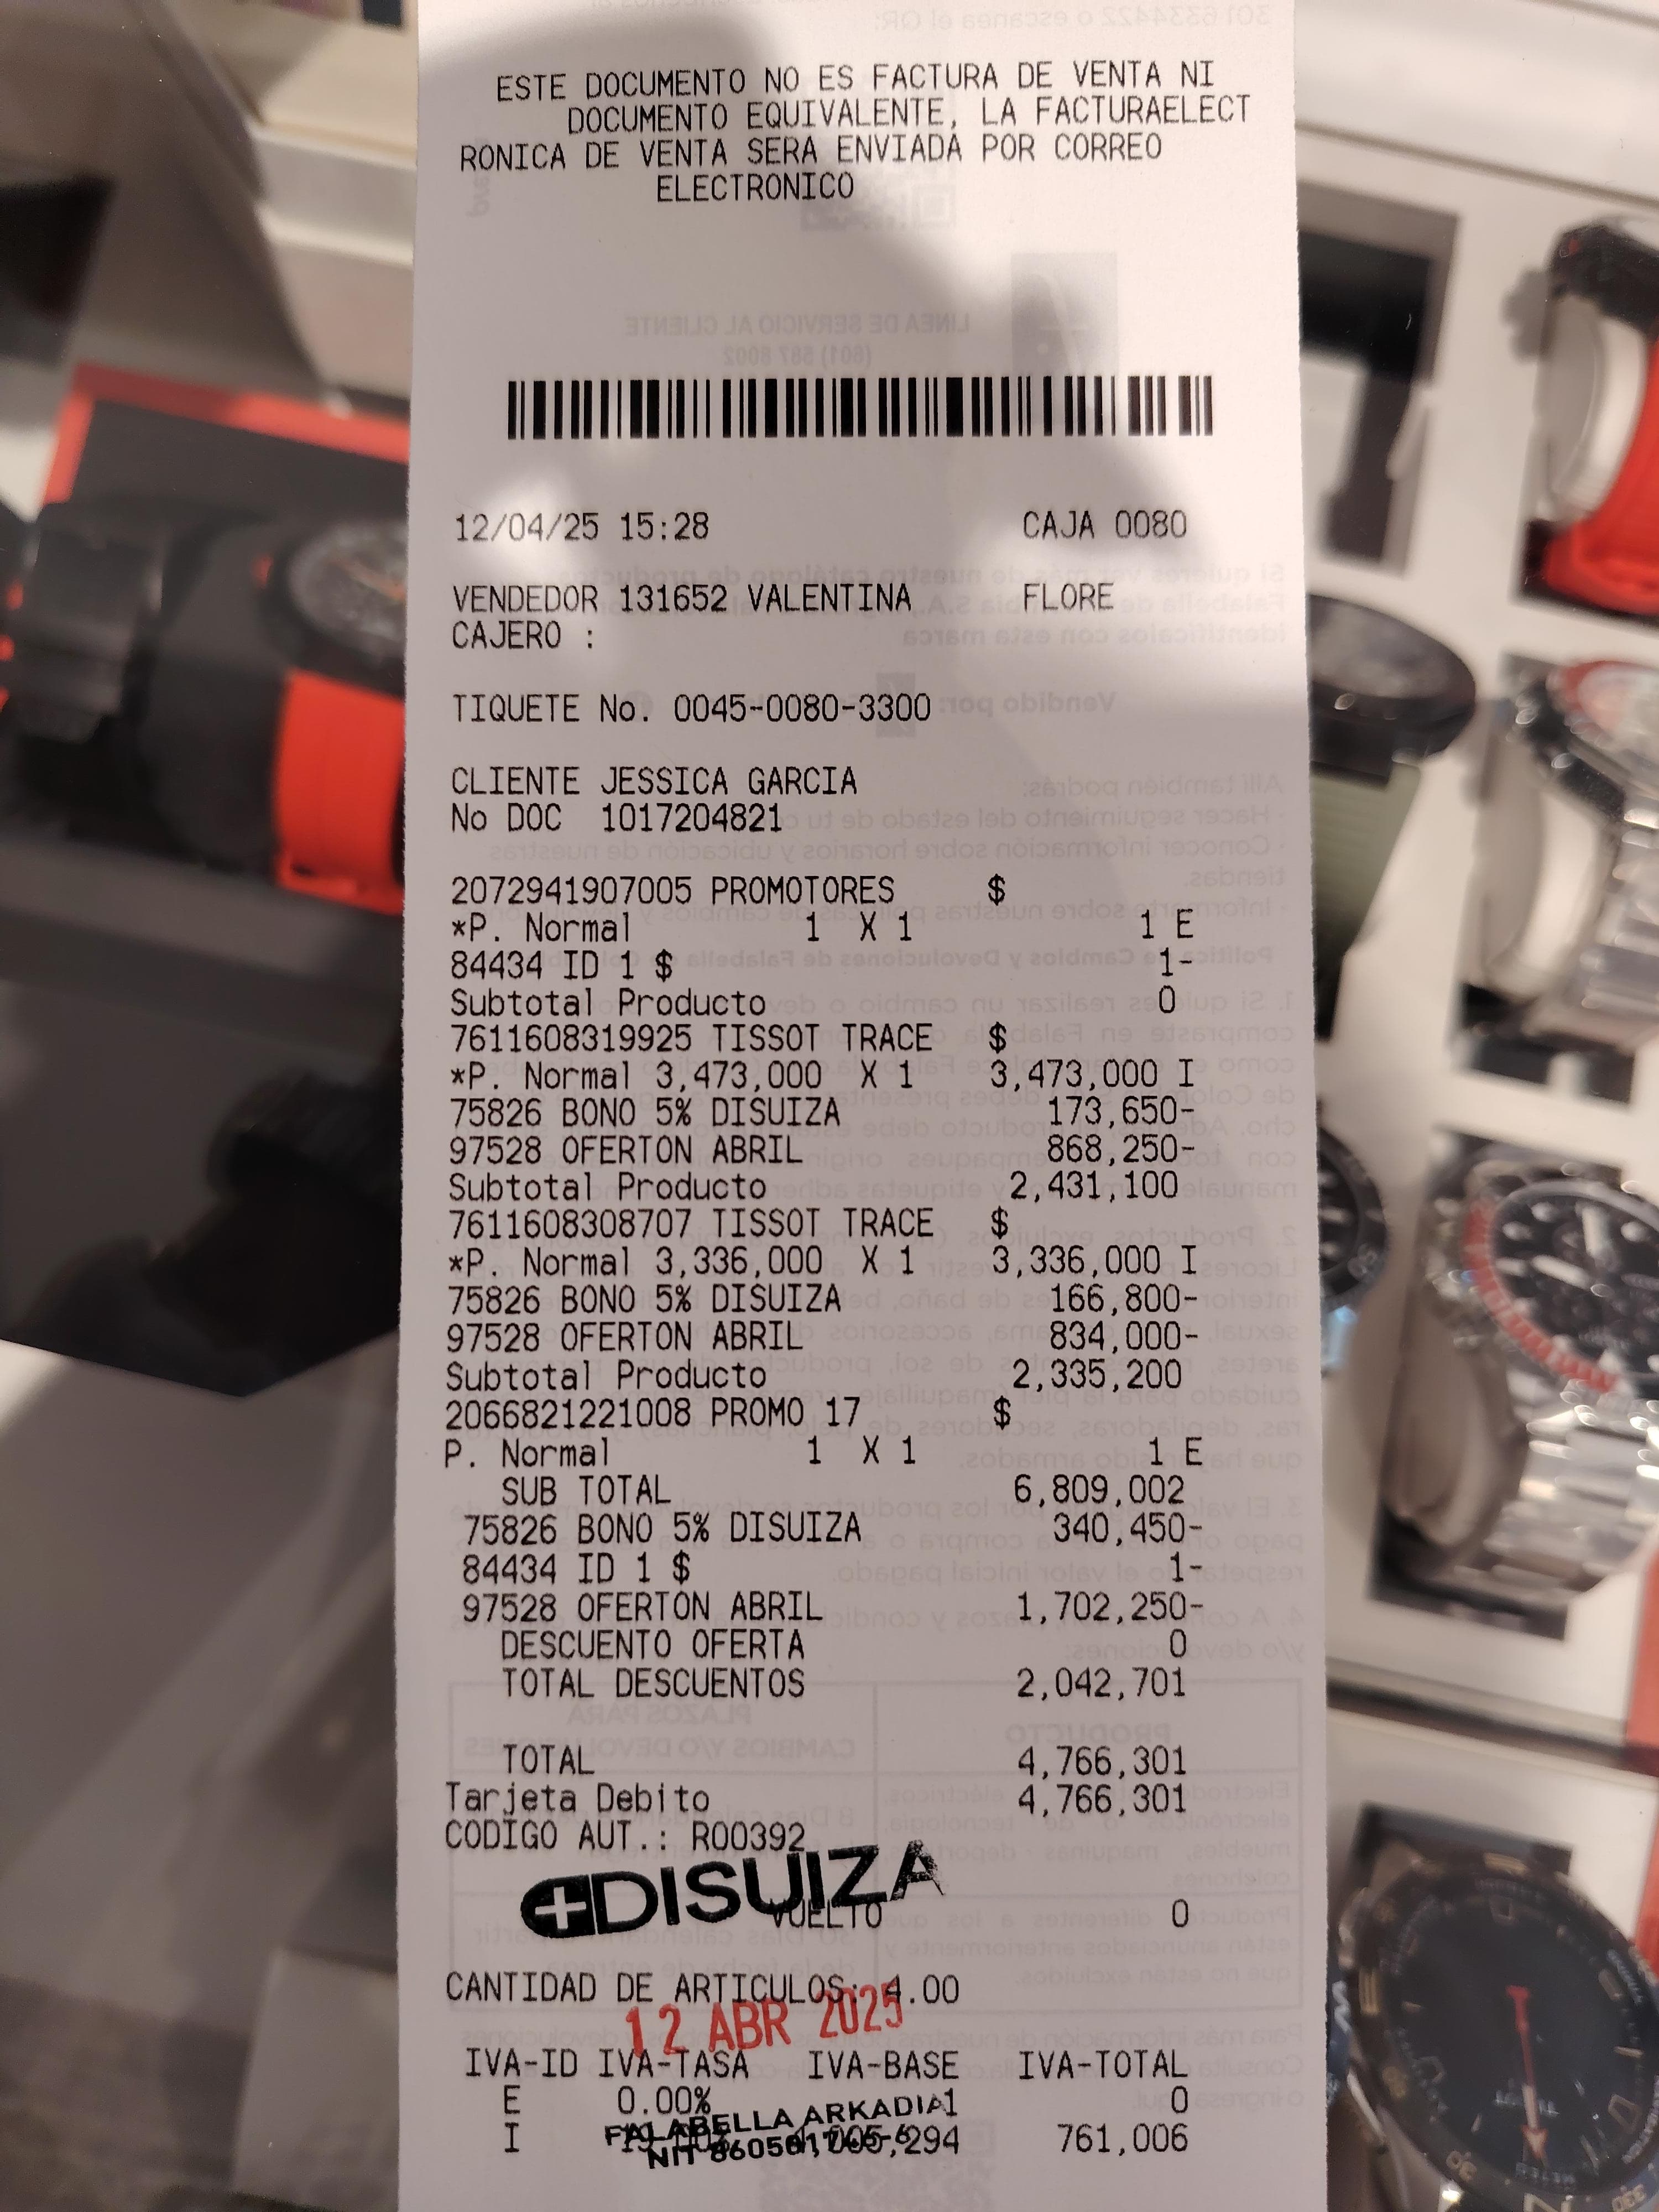 ESTE DOCUMENTO NO ES FACTURA DE VENTA NI
DOCUMENTO EQUIVALENTE, LA FACTURAELECT
RONICA DE VENTA SERA ENVIADA POR CORREO
ELECTRONICO
12/04/25 15:28 CAJA 0080
VENDEDOR 131652 VALENTINA FLORE
CAJERO :
TIQUETE No. 0045-0080-3300
CLIENTE JESSICA GARCIA
No DOC 1017204821
2072941907005 PROMOTORES $
*P. Normal 1 X 1 1 E
84434 ID 1 $ 1-
Subtotal Producto 0
7611608319925 TISSOT TRACE $
*P. Normal 3,473,000 X 1 3,473,000 I
75826 BONO 5% DISUIZA 173,650-
97528 OFERTON ABRIL 868,250-
Subtotal Producto 2,431,100
7611608308707 TISSOT TRACE $
*P. Normal 3,336,000 X 1 3,336,000 I
75826 BONO 5% DISUIZA 166,800-
97528 OFERTON ABRIL 834,000-
Subtotal Producto 2,335,200
2066821221008 PROMO 17 $
P. Normal 1 X 1 1 E
SUB TOTAL 6,809,002
75826 BONO 5% DISUIZA 340,450-
84434 ID 1 $ 1-
97528 OFERTON ABRIL 1,702,250-
DESCUENTO OFERTA 0
TOTAL DESCUENTOS 2,042,701
TOTAL 4,766,301
Tarjeta Debito 4,766,301
CODIGO AUT.: R00392
DISUIZA
VUELTO 0
CANTIDAD DE ARTICULOS: 4.00
12 ABR 2025
IVA-ID IVA-TASA IVA-BASE IVA-TOTAL
E 0.00% 1 0
FALABELLA ARKADIA
I 761,006
NIT